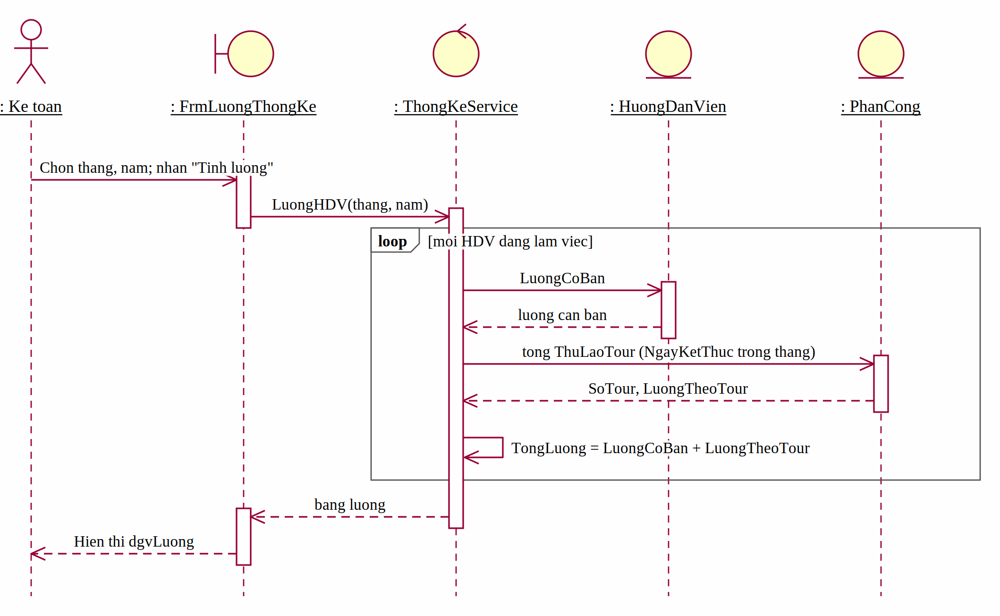 : Ke toan
: FrmLuongThongKe
: ThongKeService
: HuongDanVien
: PhanCong
Chon thang, nam; nhan "Tinh luong"
LuongHDV(thang, nam)
loop
[moi HDV dang lam viec]
LuongCoBan
luong can ban
tong ThuLaoTour (NgayKetThuc trong thang)
SoTour, LuongTheoTour
TongLuong = LuongCoBan + LuongTheoTour
bang luong
Hien thi dgvLuong